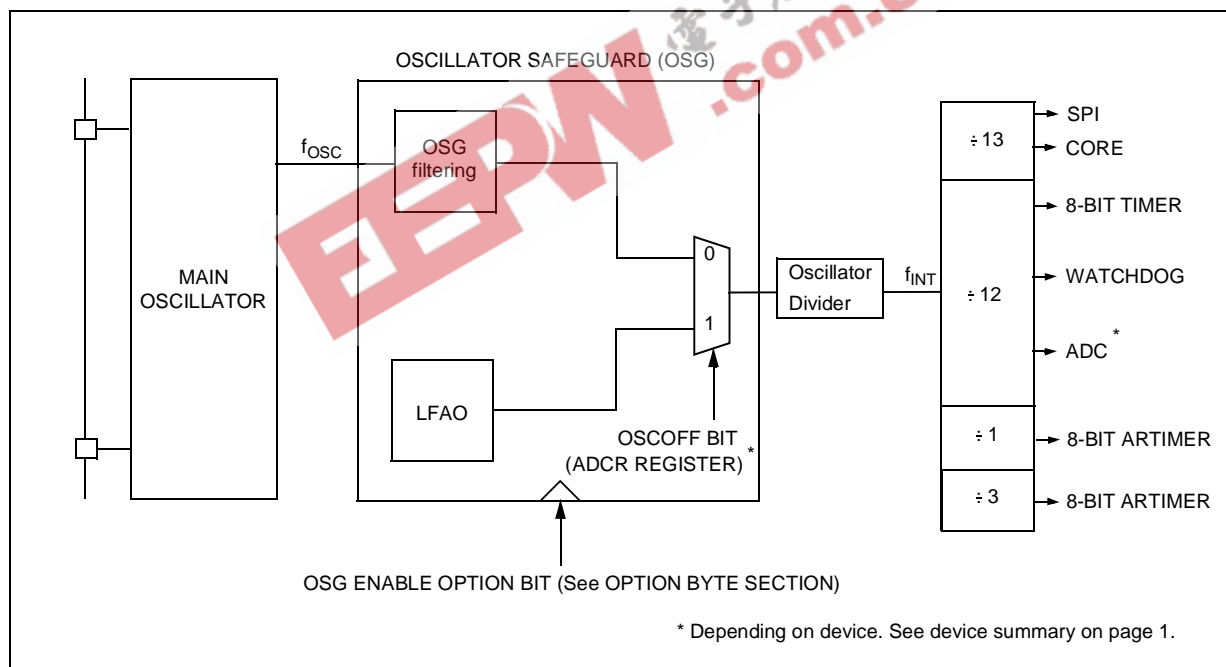 電子
.com.c
EEPW
OSCILLATOR SAFEGUARD (OSG)
MAIN
OSCILLATOR
fOSC
OSG
filtering
LFAO
0
1
OSCOFF BIT
(ADCR REGISTER) *
Oscillator
Divider
fINT
÷ 13
÷ 12
÷ 1
÷ 3
SPI
CORE
8-BIT TIMER
WATCHDOG
ADC *
8-BIT ARTIMER
8-BIT ARTIMER
OSG ENABLE OPTION BIT (See OPTION BYTE SECTION)
* Depending on device. See device summary on page 1.